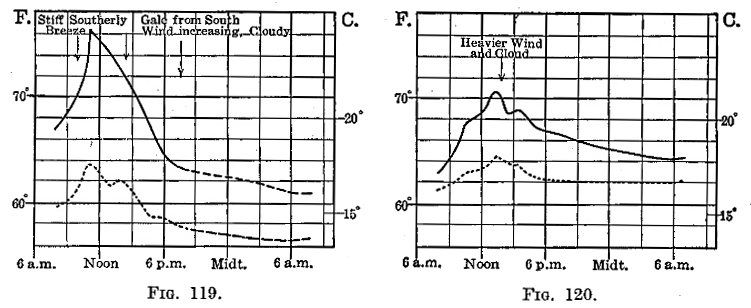 F.
Stiff Southerly
Breeze
Gale from South
Wind increasing, Cloudy
C.
70°
60°
20°
15°
6 a.m. Noon 6 p.m. Midt. 6 a.m.
FIG. 119.
F.
Heavier Wind
and Cloud
C.
70°
60°
20°
15°
6 a.m. Noon 6 p.m. Midt. 6 a.m.
FIG. 120.